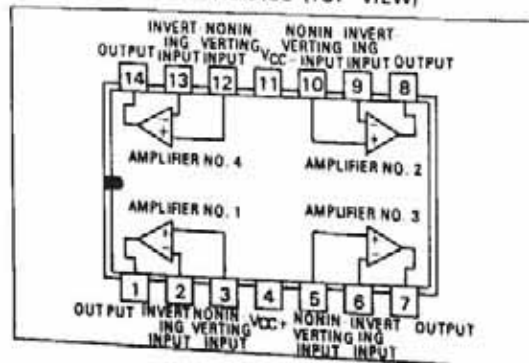 (TOP VIEW)
INVERT NONIN NONIN INVERT
ING VERTING VERTING ING
OUTPUT INPUT INPUT VCC- INPUT INPUT OUTPUT
14 13 12 11 10 9 8
- + - +
AMPLIFIER NO. 4 AMPLIFIER NO. 2
AMPLIFIER NO. 1 AMPLIFIER NO. 3
+ - + -
1 2 3 4 5 6 7
OUTPUT INVERT NONIN VCC+ NONIN INVERT OUTPUT
ING VERTING VERTING ING
INPUT INPUT INPUT INPUT